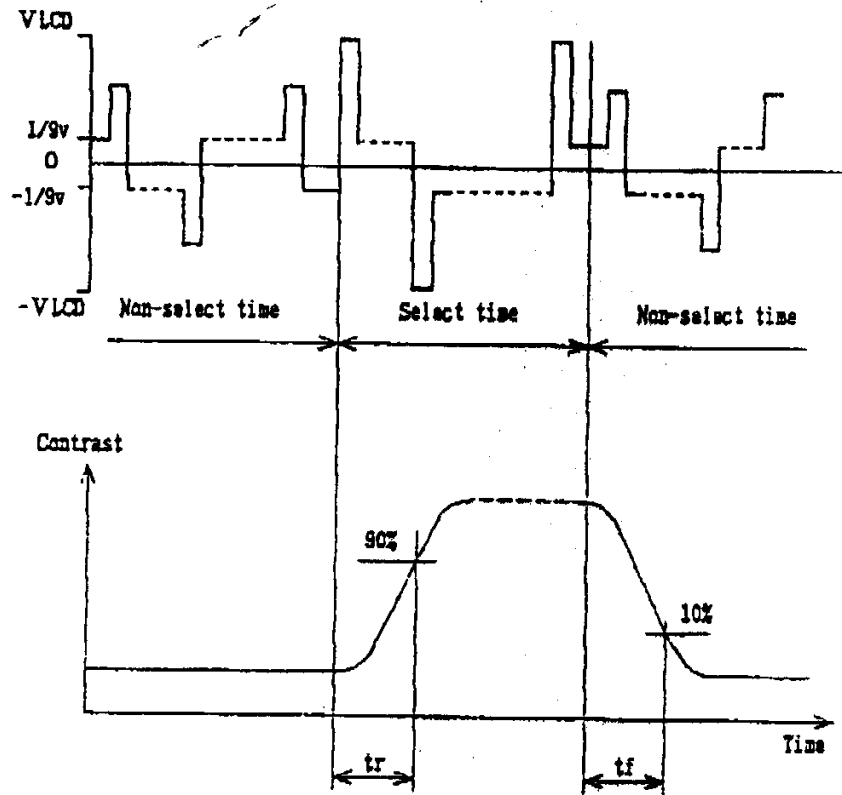 VLCD
1/9v
0
-1/9v
-VLCD
Non-select time
Select time
Non-select time
Contrast
90%
10%
Time
tr
tf